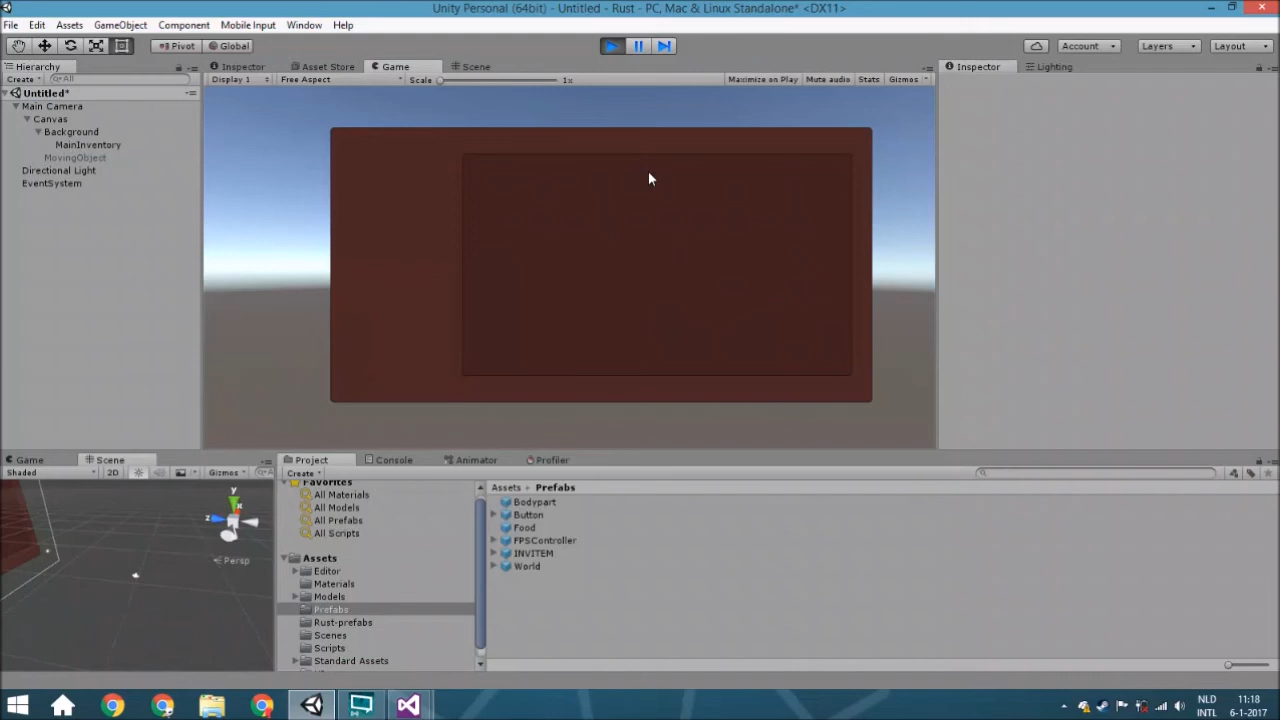 Unity Personal (64bit) - Untitled - Rust - PC, Mac & Linux Standalone* <DX11>
File Edit Assets GameObject Component Mobile Input Window Help
Pivot Global Account Layers Layout
Hierarchy Inspector Asset Store Game Scene Inspector Lighting
Create All Display 1 Free Aspect Scale 1x Maximize on Play Mute audio Stats Gizmos
Untitled*
Main Camera
Canvas
Background
MainInventory
MovingObject
Directional Light
EventSystem
Game Scene Project Console Animator Profiler
Shaded 2D Gizmos Create
Favorites
All Materials
All Models
All Prefabs
All Scripts
Assets
Editor
Materials
Models
Prefabs
Rust-prefabs
Scenes
Scripts
Standard Assets
Assets Prefabs
Bodypart
Button
Food
FPSController
INVITEM
World
y
x
z
Persp
NLD
INTL
11:18
6-1-2017